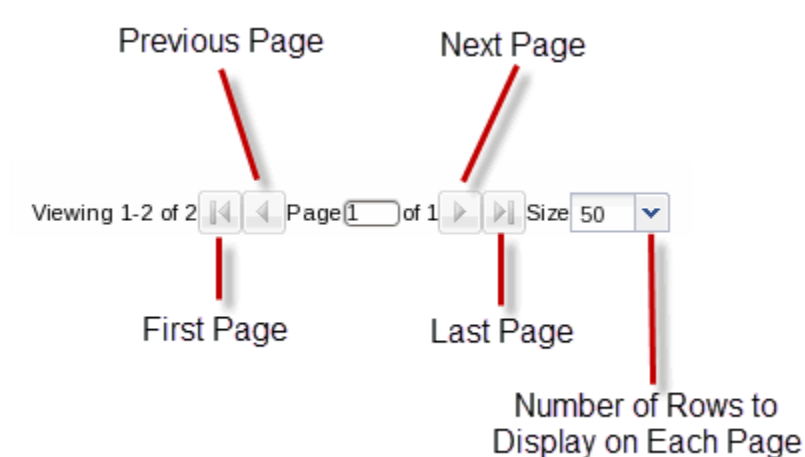 Previous Page
Next Page
Viewing 1-2 of 2 Page 1 of 1 Size 50
First Page
Last Page
Number of Rows to
Display on Each Page